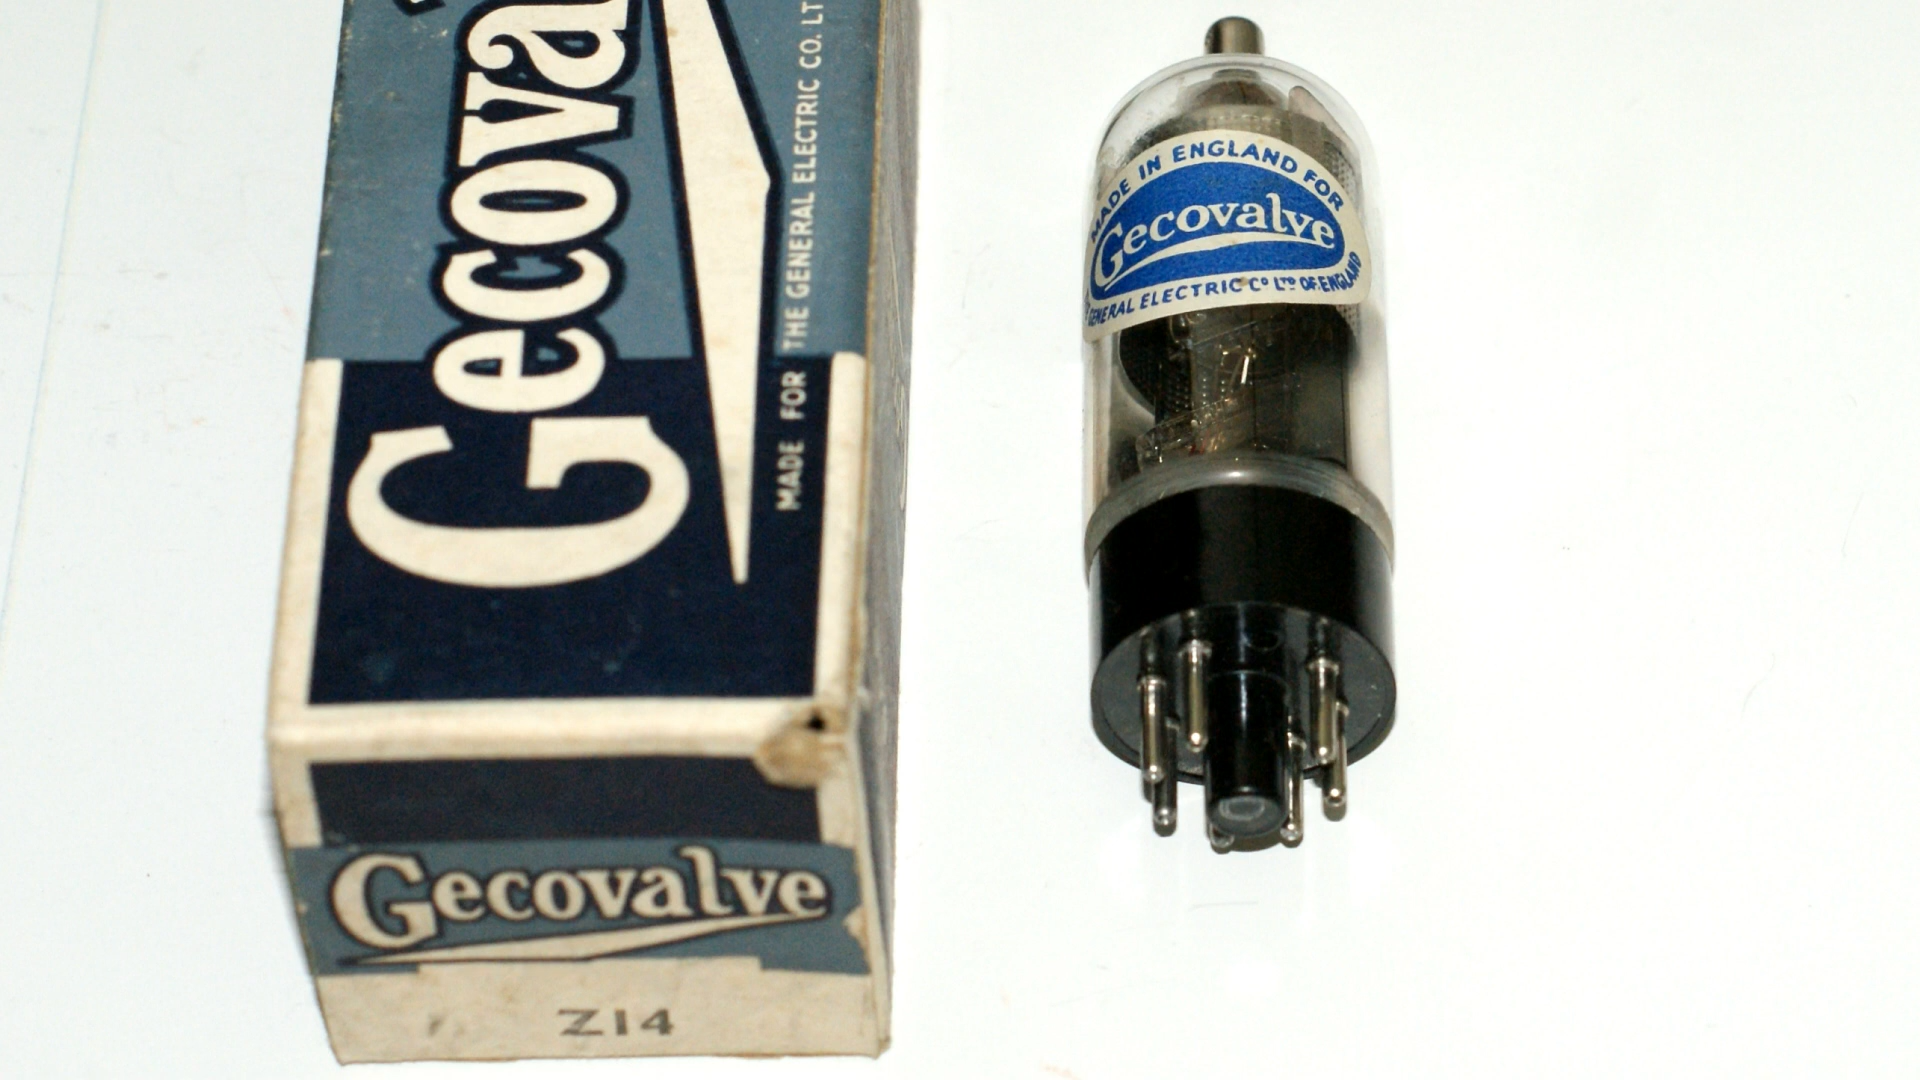 Gecova
MADE FOR THE GENERAL ELECTRIC CO. LT
Gecovalve
Z14
MADE IN ENGLAND FOR
Gecovalve
GENERAL ELECTRIC Cº LTD OF ENGLAND